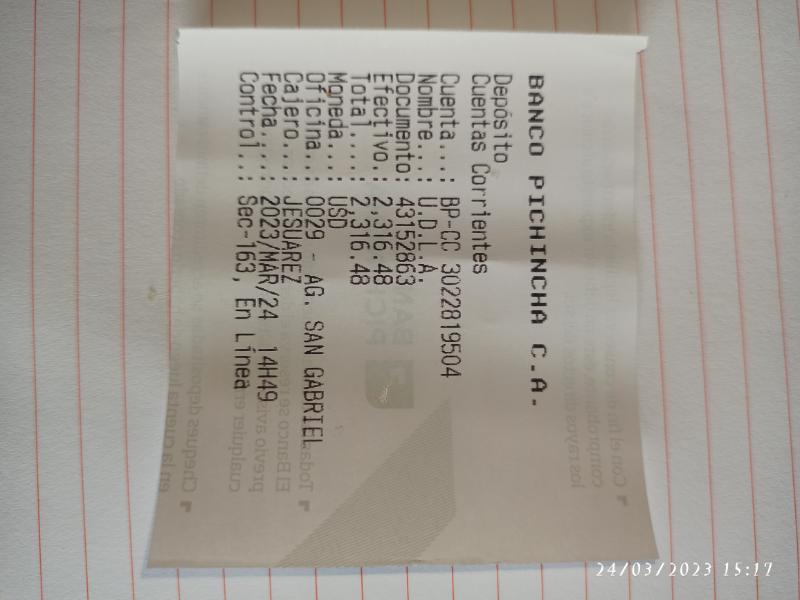 BANCO PICHINCHA C.A.
Depósito
Cuentas Corrientes
Cuenta...: BP-CC 3022819504
Nombre...: U.D.L.A.
Documento: 43152863
Efectivo.: 2,316.48
Total....: 2,316.48
Moneda...: USD
Oficina..: 0029 - AG. SAN GABRIEL
Cajero...: JESUAREZ
Fecha....: 2023/MAR/24 14H49
Control..: Sec-163, En Línea
24/03/2023 15:17